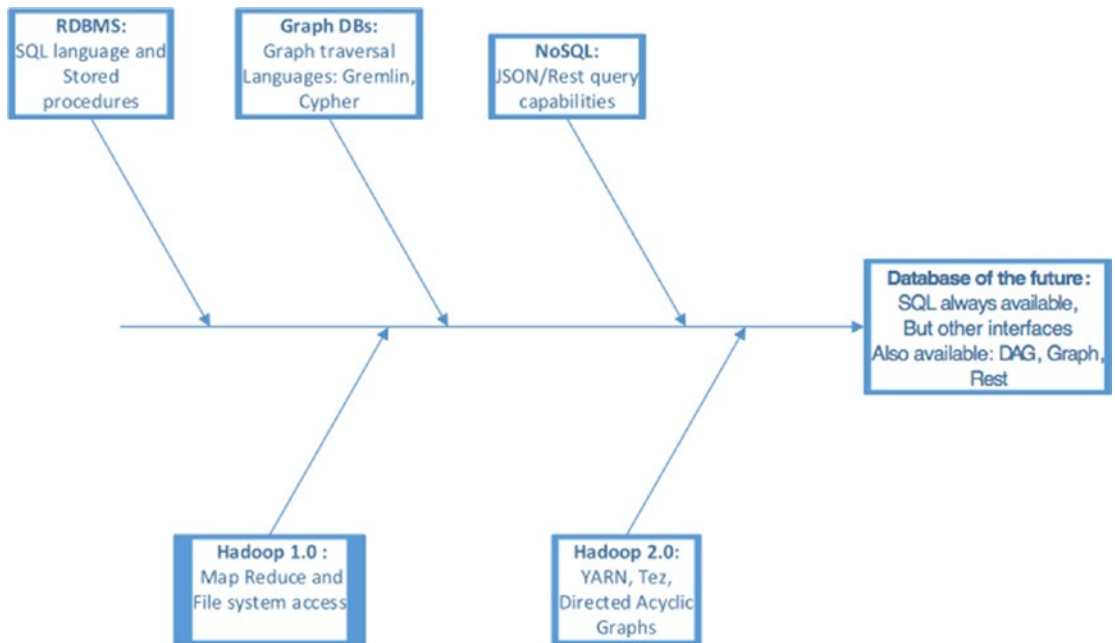 RDBMS:
SQL language and
Stored
procedures
Graph DBs:
Graph traversal
Languages: Gremlin,
Cypher
NoSQL:
JSON/Rest query
capabilities
Database of the future:
SQL always available,
But other interfaces
Also available: DAG, Graph,
Rest
Hadoop 1.0 :
Map Reduce and
File system access
Hadoop 2.0:
YARN, Tez,
Directed Acyclic
Graphs